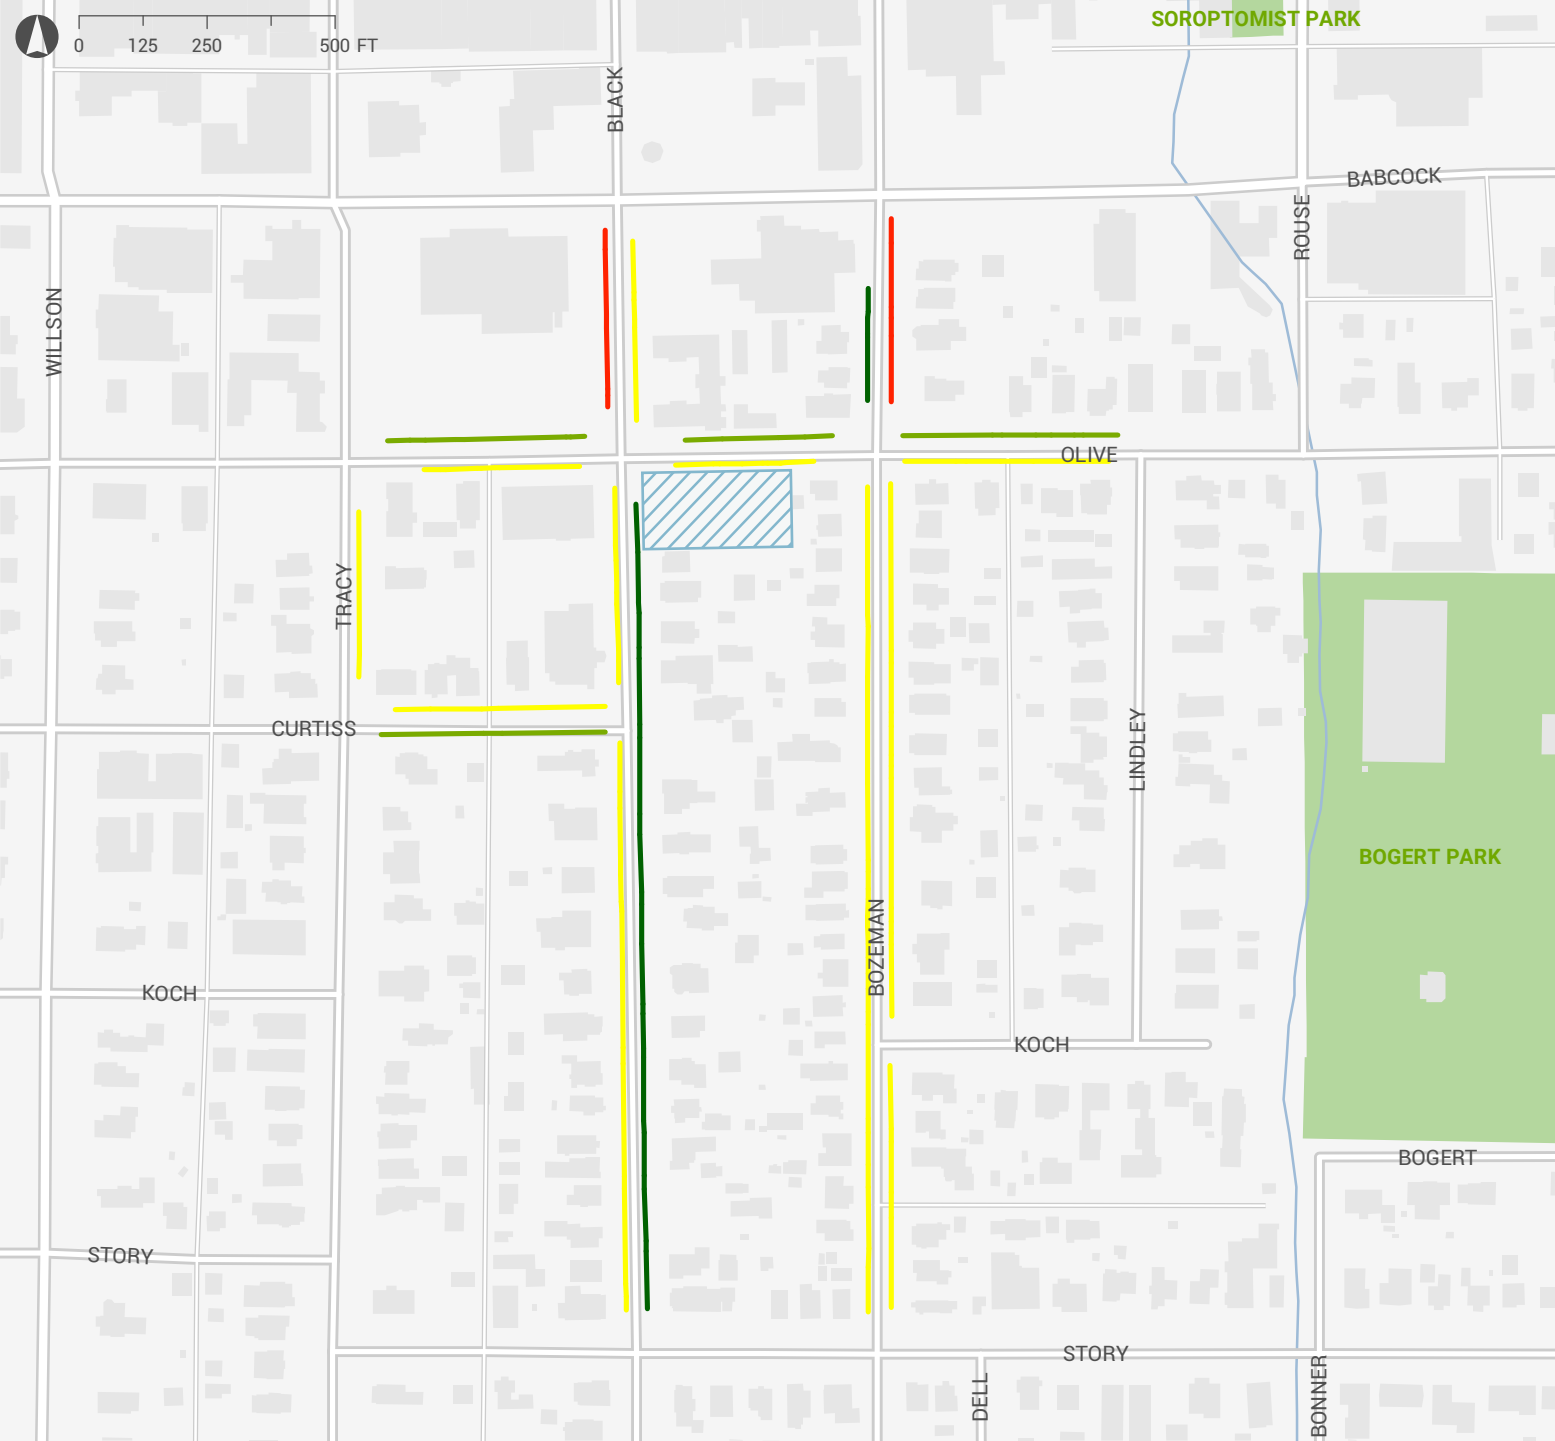 SOROPTOMIST PARK
0 125 250 500 FT
BLACK
BABCOCK
ROUSE
WILLSON
OLIVE
TRACY
CURTISS
LINDLEY
BOGERT PARK
BOZEMAN
KOCH
KOCH
BOGERT
STORY
STORY
DELL
BONNER